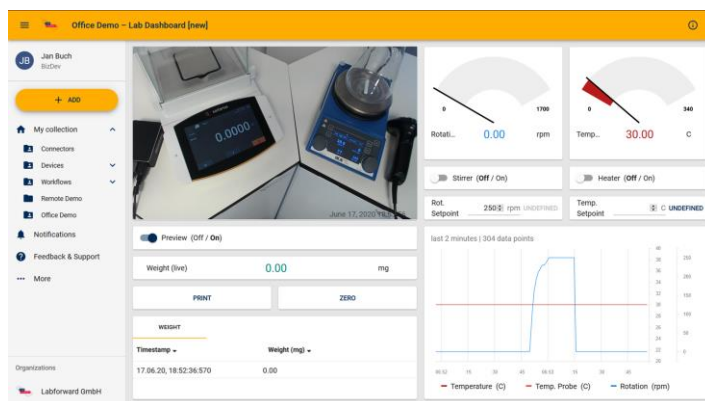 Office Demo – Lab Dashboard [new]
JB
Jan Buch
BizDev
+ ADD
My collection
Connectors
Devices
Workflows
Remote Demo
Office Demo
Notifications
Feedback & Support
More
Organizations
Labforward GmbH
0.0000
June 17, 2020
Preview (Off / On)
Weight (live) 0.00 mg
PRINT ZERO
WEIGHT
Timestamp Weight (mg)
17.06.20, 18:52:36:570 0.00
0 1700
Rotati... 0.00 rpm
0 340
Temp... 30.00 C
Stirrer (Off / On)
Heater (Off / On)
Rot. Setpoint 250 rpm UNDEFINED
Temp. Setpoint C UNDEFINED
last 2 minutes | 304 data points
Temperature (C) Temp. Probe (C) Rotation (rpm)